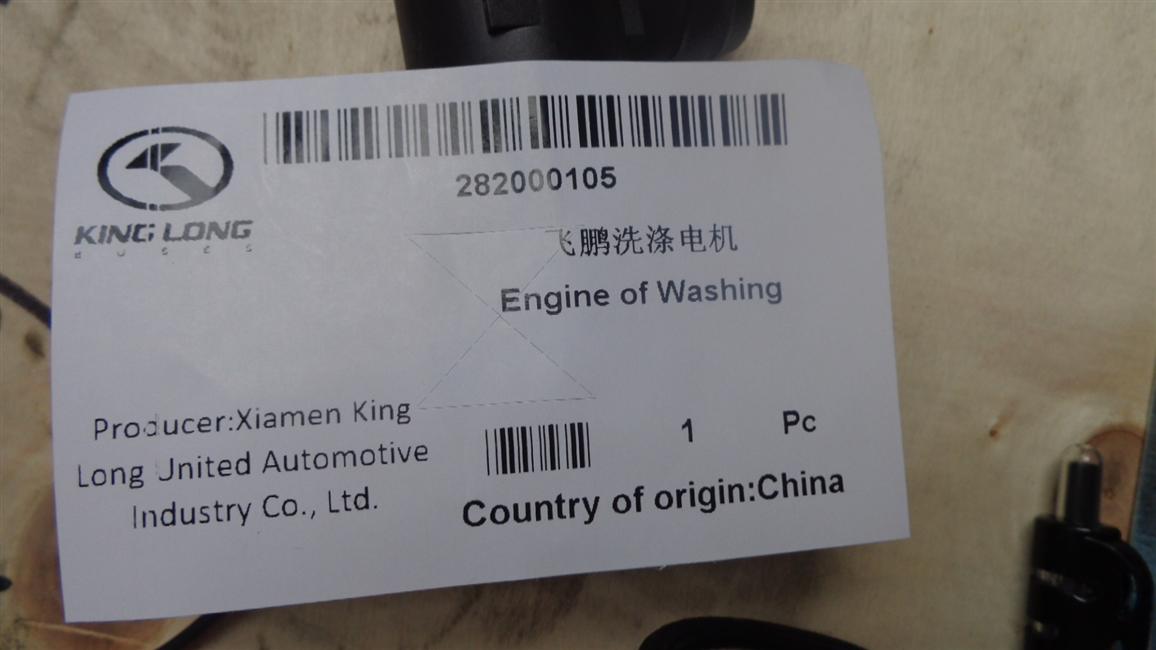 KING LONG
BUSES
282000105
飞鹏洗涤电机
Engine of Washing
Producer:Xiamen King
Long United Automotive
Industry Co., Ltd.
1 Pc
Country of origin:China